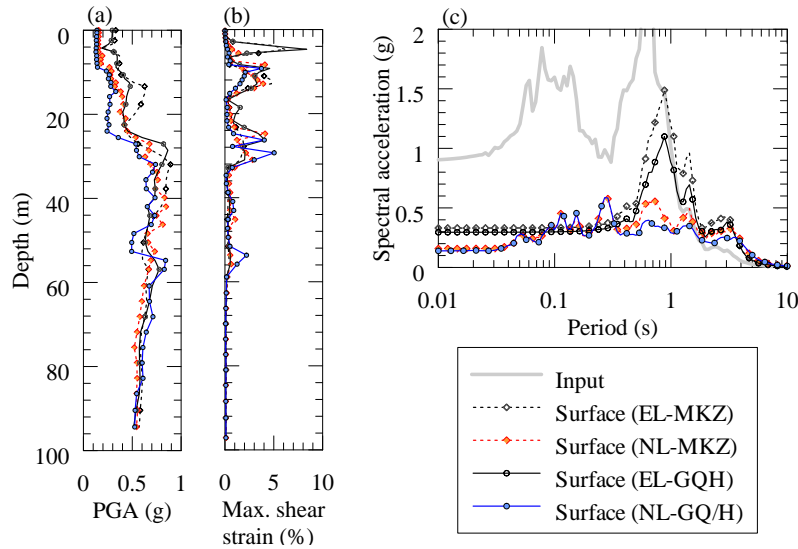 (a)
(b)
(c)
0
20
40
60
80
100
Depth (m)
0
0.5
1
PGA (g)
0
5
10
Max. shear
strain (%)
2
1.5
1
0.5
0
Spectral acceleration (g)
0.01
0.1
1
10
Period (s)
Input
Surface (EL-MKZ)
Surface (NL-MKZ)
Surface (EL-GQH)
Surface (NL-GQ/H)